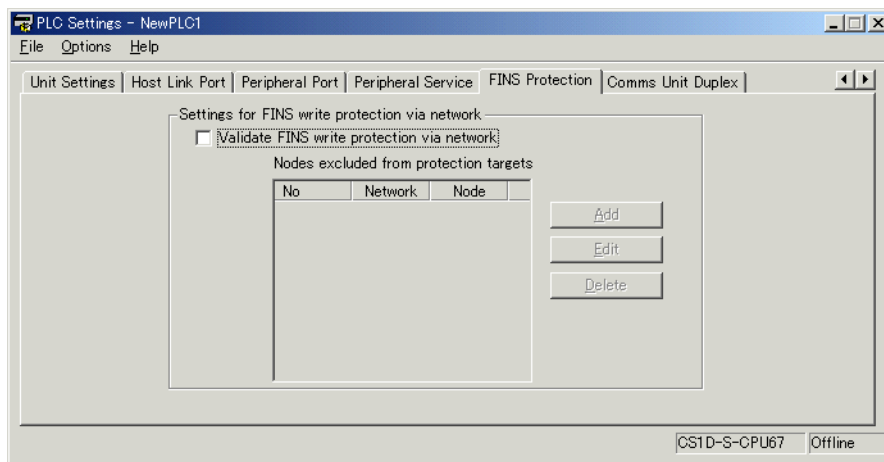 PLC Settings - NewPLC1
File Options Help
Unit Settings Host Link Port Peripheral Port Peripheral Service FINS Protection Comms Unit Duplex
Settings for FINS write protection via network
Validate FINS write protection via network
Nodes excluded from protection targets
No Network Node
Add
Edit
Delete
CS1D-S-CPU67 Offline